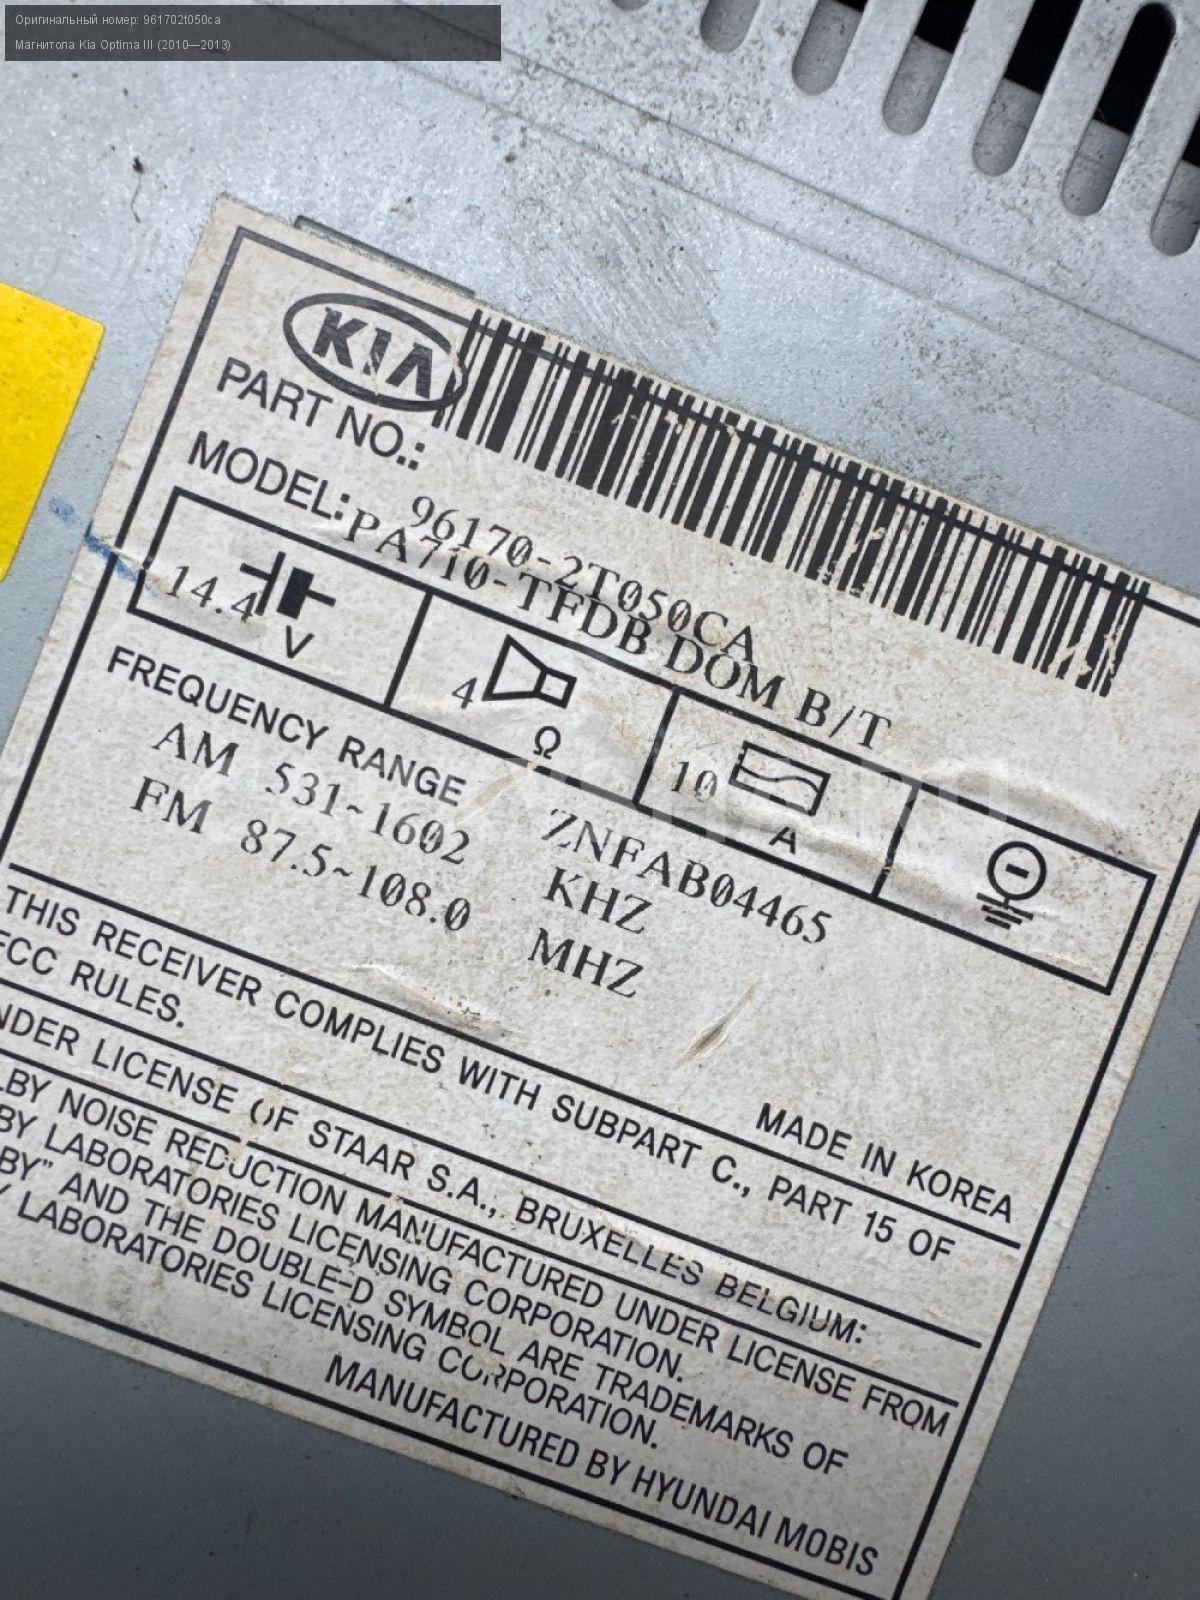 Оригинальный номер: 961702t050ca
Магнитола Kia Optima III (2010—2013)
KIA
PART NO.:
96170-2T050CA
MODEL: PA710-TFDB DOM B/T
14.4 V
4 Ω
10 A
FREQUENCY RANGE
ZNFAB04465
AM 531~1602 KHZ
FM 87.5~108.0 MHZ
MADE IN KOREA
THIS RECEIVER COMPLIES WITH SUBPART C., PART 15 OF
FCC RULES.
NDER LICENSE OF STAAR S.A., BRUXELLES BELGIUM:
LBY NOISE REDUCTION MANUFACTURED UNDER LICENSE FROM
BY LABORATORIES LICENSING CORPORATION.
BY" AND THE DOUBLE-D SYMBOL ARE TRADEMARKS OF
Y LABORATORIES LICENSING CORPORATION.
MANUFACTURED BY HYUNDAI MOBIS